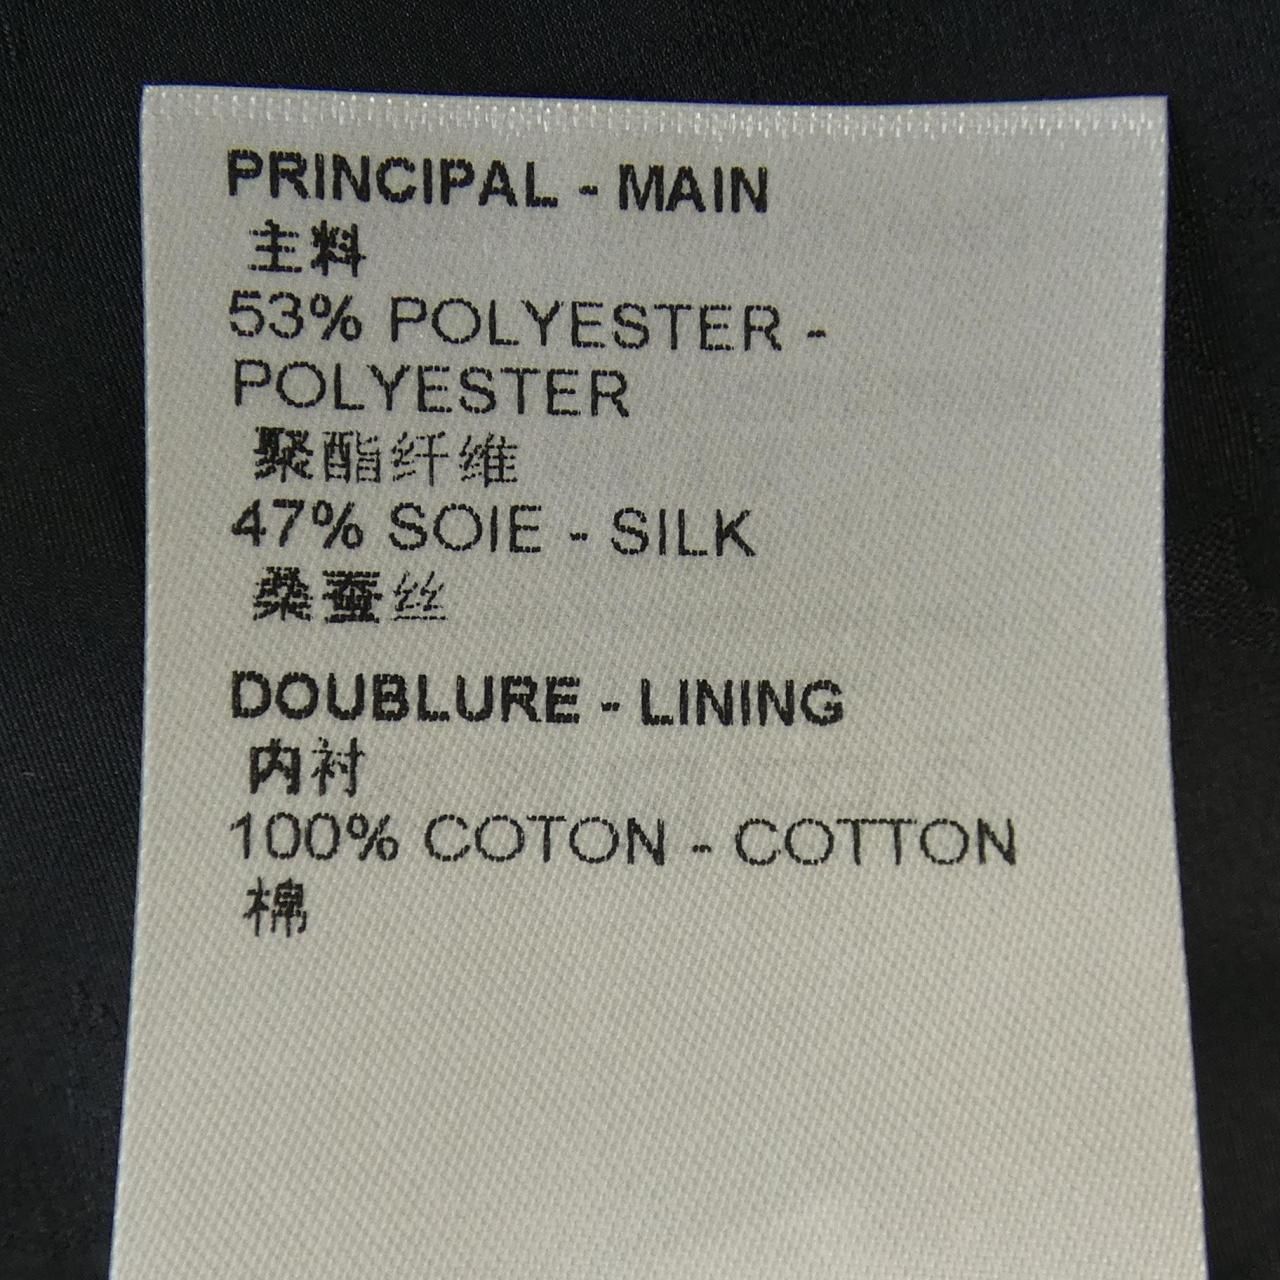 PRINCIPAL - MAIN
主料
53% POLYESTER -
POLYESTER
聚酯纤维
47% SOIE - SILK
桑蚕丝
DOUBLURE - LINING
内衬
100% COTON - COTTON
棉